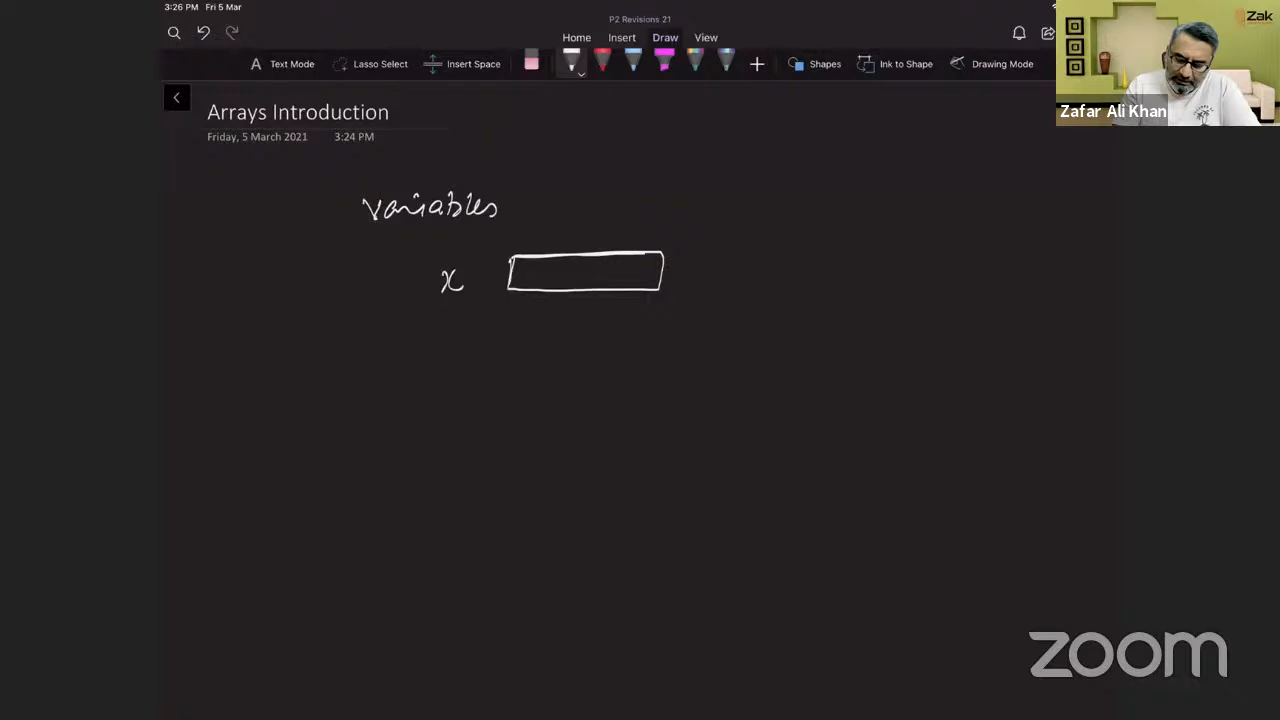 3:26 PM Fri 5 Mar
P2 Revisions 21
Home Insert Draw View
Text Mode Lasso Select Insert Space Shapes Ink to Shape Drawing Mode
Zak
Zafar Ali Khan
Arrays Introduction
Friday, 5 March 2021 3:24 PM
variables
x
zoom